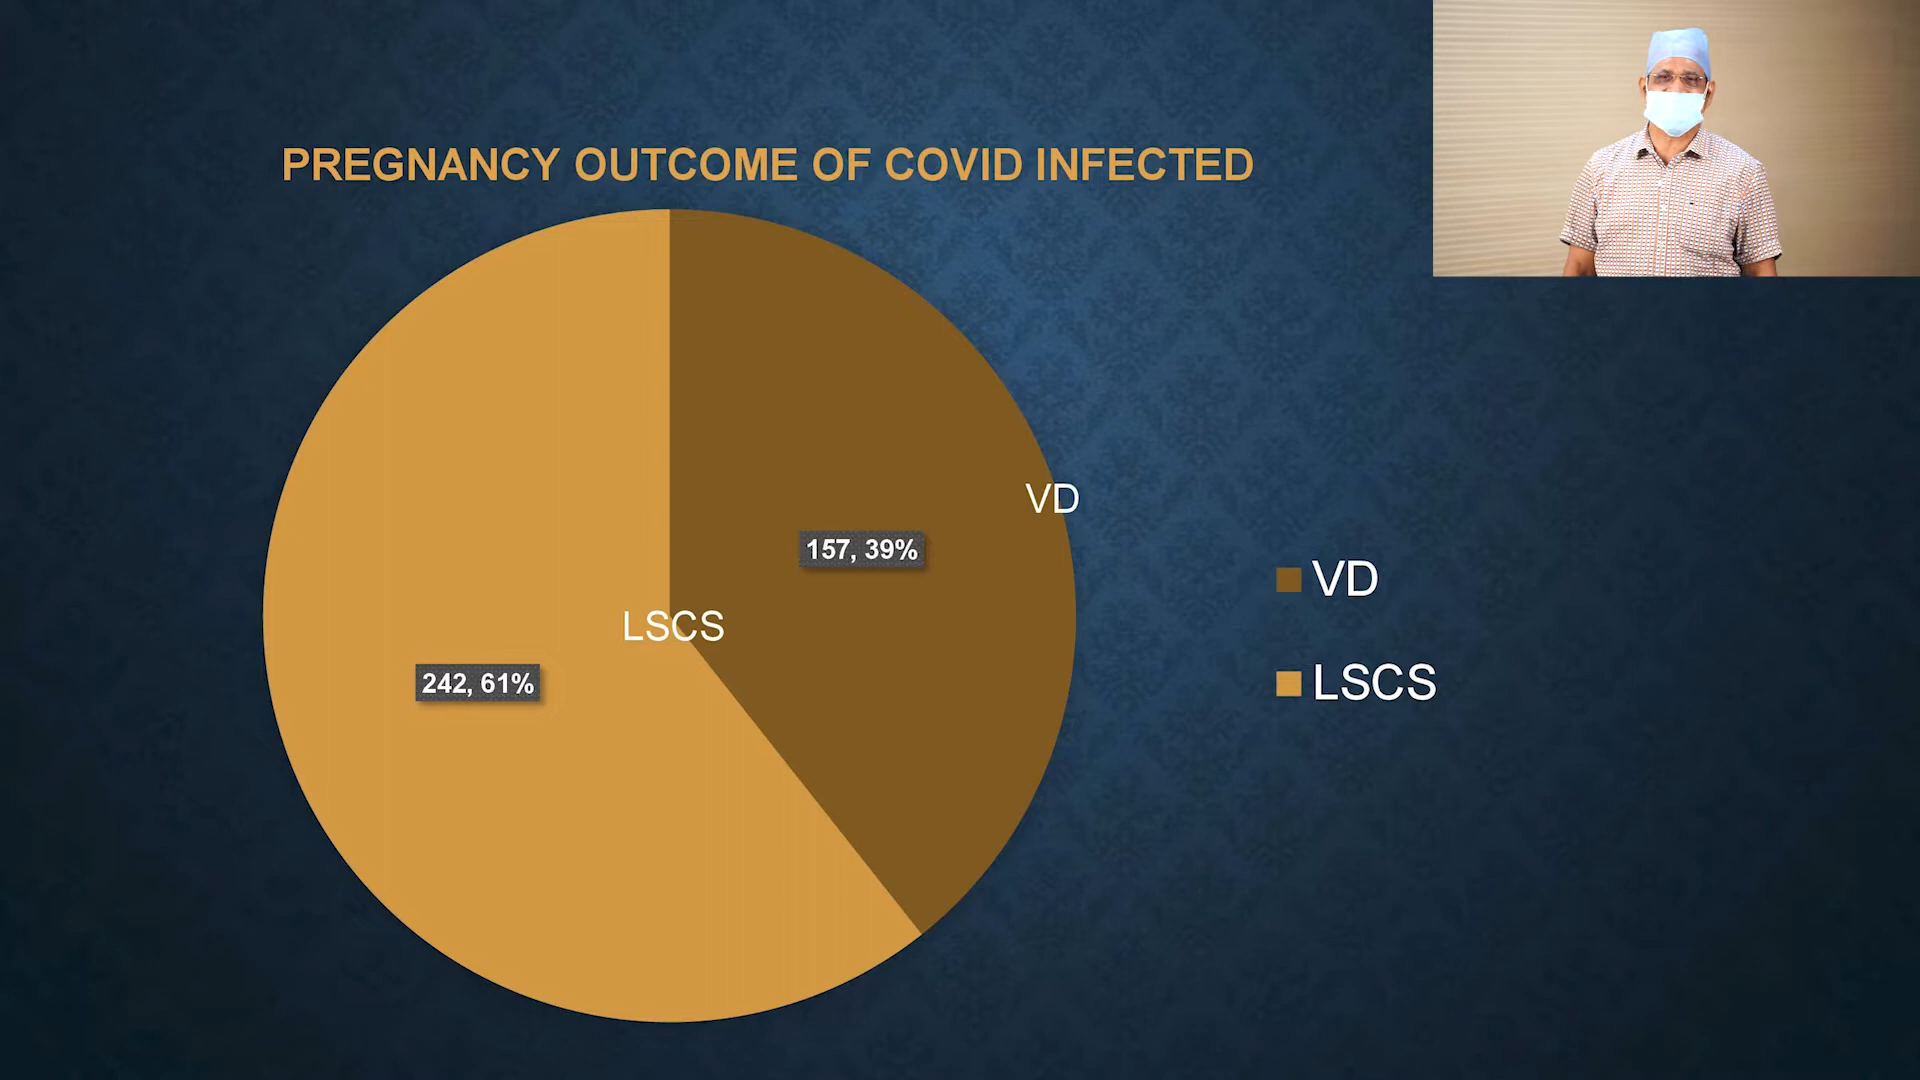 PREGNANCY OUTCOME OF COVID INFECTED
VD
157, 39%
LSCS
242, 61%
VD
LSCS